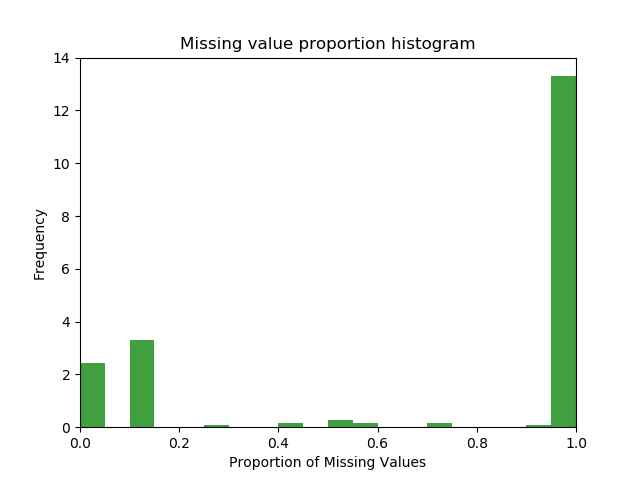 Missing value proportion histogram
14
12
10
8
6
4
2
0
Frequency
0.0 0.2 0.4 0.6 0.8 1.0
Proportion of Missing Values